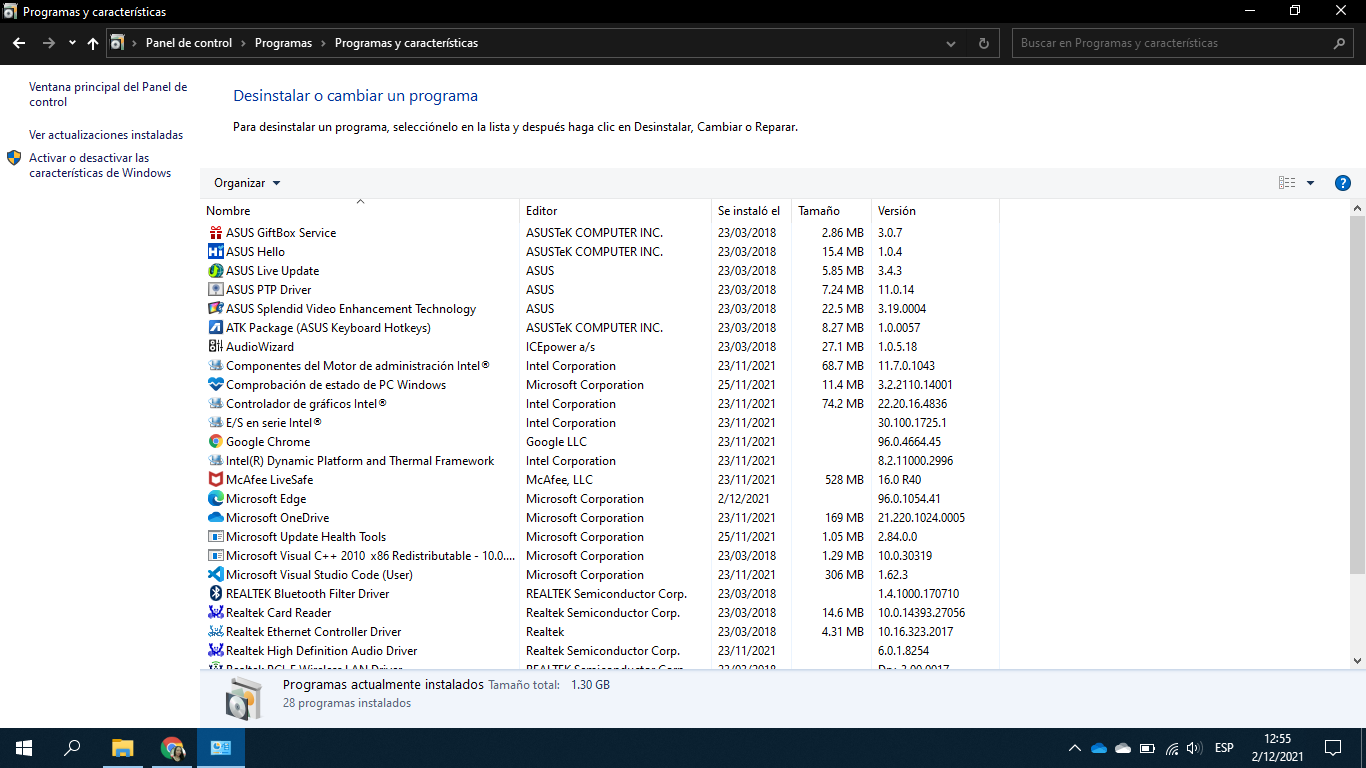 Programas y características
Panel de control > Programas > Programas y características
Buscar en Programas y características
Ventana principal del Panel de
control
Ver actualizaciones instaladas
Activar o desactivar las
características de Windows
Desinstalar o cambiar un programa
Para desinstalar un programa, selecciónelo en la lista y después haga clic en Desinstalar, Cambiar o Reparar.
Organizar
Nombre Editor Se instaló el Tamaño Versión
ASUS GiftBox Service ASUSTeK COMPUTER INC. 23/03/2018 2.86 MB 3.0.7
ASUS Hello ASUSTeK COMPUTER INC. 23/03/2018 15.4 MB 1.0.4
ASUS Live Update ASUS 23/03/2018 5.85 MB 3.4.3
ASUS PTP Driver ASUS 23/03/2018 7.24 MB 11.0.14
ASUS Splendid Video Enhancement Technology ASUS 23/03/2018 22.5 MB 3.19.0004
ATK Package (ASUS Keyboard Hotkeys) ASUSTeK COMPUTER INC. 23/03/2018 8.27 MB 1.0.0057
AudioWizard ICEpower a/s 23/03/2018 27.1 MB 1.0.5.18
Componentes del Motor de administración Intel® Intel Corporation 23/11/2021 68.7 MB 11.7.0.1043
Comprobación de estado de PC Windows Microsoft Corporation 25/11/2021 11.4 MB 3.2.2110.14001
Controlador de gráficos Intel® Intel Corporation 23/11/2021 74.2 MB 22.20.16.4836
E/S en serie Intel® Intel Corporation 23/11/2021 30.100.1725.1
Google Chrome Google LLC 23/11/2021 96.0.4664.45
Intel(R) Dynamic Platform and Thermal Framework Intel Corporation 23/11/2021 8.2.11000.2996
McAfee LiveSafe McAfee, LLC 23/11/2021 528 MB 16.0 R40
Microsoft Edge Microsoft Corporation 2/12/2021 96.0.1054.41
Microsoft OneDrive Microsoft Corporation 23/11/2021 169 MB 21.220.1024.0005
Microsoft Update Health Tools Microsoft Corporation 25/11/2021 1.05 MB 2.84.0.0
Microsoft Visual C++ 2010 x86 Redistributable - 10.0.... Microsoft Corporation 23/03/2018 1.29 MB 10.0.30319
Microsoft Visual Studio Code (User) Microsoft Corporation 23/11/2021 306 MB 1.62.3
REALTEK Bluetooth Filter Driver REALTEK Semiconductor Corp. 23/03/2018 1.4.1000.170710
Realtek Card Reader Realtek Semiconductor Corp. 23/03/2018 14.6 MB 10.0.14393.27056
Realtek Ethernet Controller Driver Realtek 23/03/2018 4.31 MB 10.16.323.2017
Realtek High Definition Audio Driver Realtek Semiconductor Corp. 23/11/2021 6.0.1.8254
Realtek PCI-E Wireless LAN Driver REALTEK Semiconductor Corp. 23/03/2018 Drv_3.00.0017
Programas actualmente instalados Tamaño total: 1.30 GB
28 programas instalados
ESP
12:55
2/12/2021